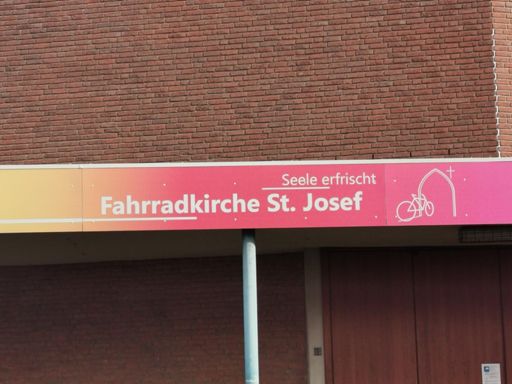 Seele erfrischt
Fahrradkirche St. Josef